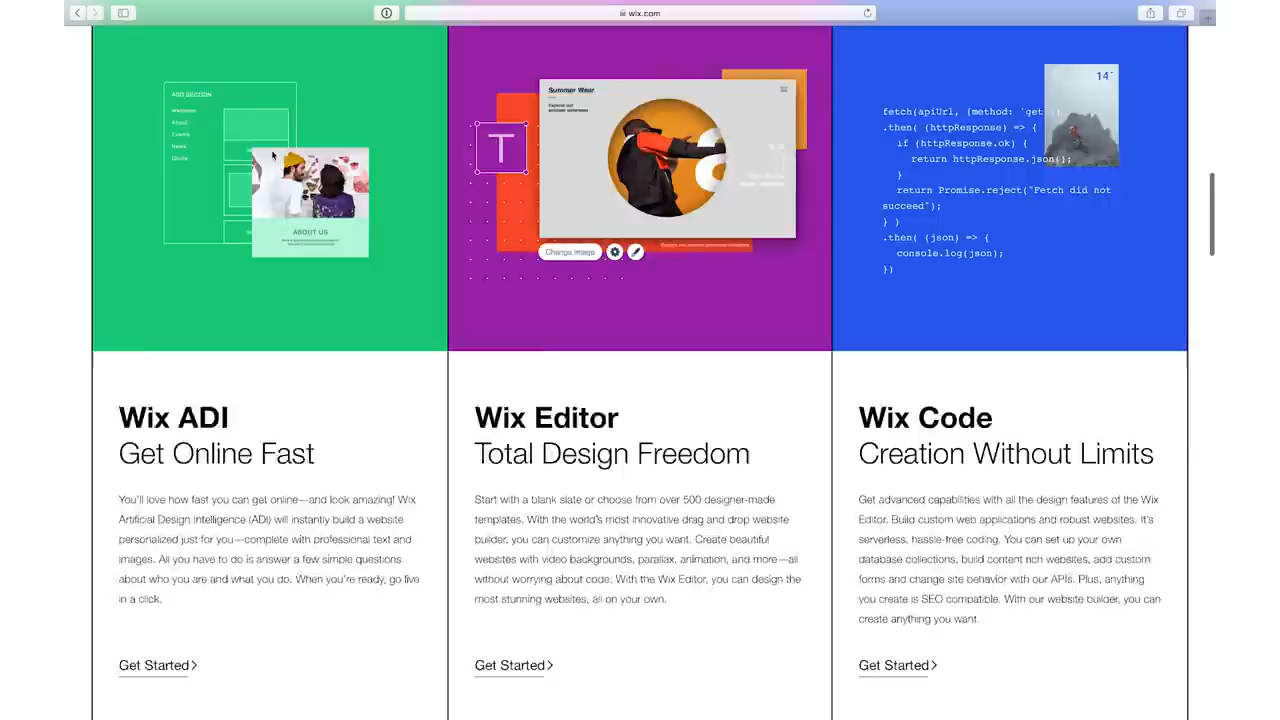 wix.com
ADD SECTION
Welcome
About
Events
News
Quote
ABOUT US
T
Summer Wear
Explore our
summer outerwear
Change Image
14°
fetch(apiUrl, {method: 'get
.then( (httpResponse) => {
if (httpResponse.ok) {
return httpResponse.json();
}
return Promise.reject("Fetch did not
succeed");
} )
.then( (json) => {
console.log(json);
})
Wix ADI
Get Online Fast
You'll love how fast you can get online—and look amazing! Wix
Artificial Design Intelligence (ADI) will instantly build a website
personalized just for you—complete with professional text and
images. All you have to do is answer a few simple questions
about who you are and what you do. When you're ready, go live
in a click.
Get Started
Wix Editor
Total Design Freedom
Start with a blank slate or choose from over 500 designer-made
templates. With the world's most innovative drag and drop website
builder, you can customize anything you want. Create beautiful
websites with video backgrounds, parallax, animation, and more—all
without worrying about code. With the Wix Editor, you can design the
most stunning websites, all on your own.
Get Started
Wix Code
Creation Without Limits
Get advanced capabilities with all the design features of the Wix
Editor. Build custom web applications and robust websites. It's
serverless, hassle-free coding. You can set up your own
database collections, build content rich websites, add custom
forms and change site behavior with our APIs. Plus, anything
you create is SEO compatible. With our website builder, you can
create anything you want.
Get Started